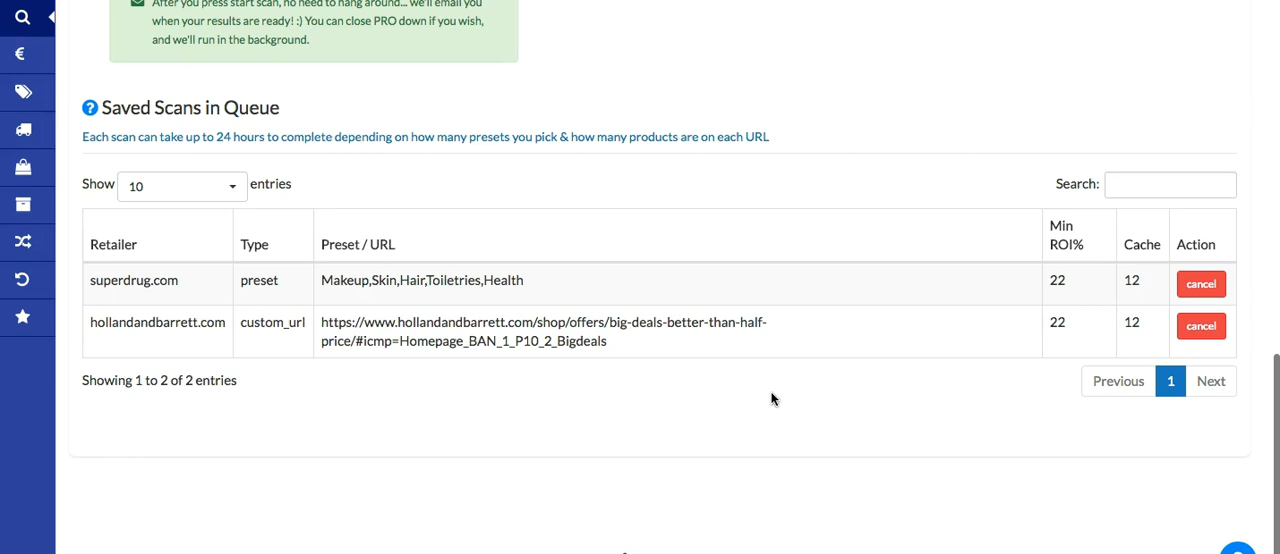 After you press start scan, no need to hang around... we'll email you
when your results are ready! :) You can close PRO down if you wish,
and we'll run in the background.
Saved Scans in Queue
Each scan can take up to 24 hours to complete depending on how many presets you pick & how many products are on each URL
Show 10 entries
Search:
Retailer Type Preset / URL Min ROI% Cache Action
superdrug.com preset Makeup,Skin,Hair,Toiletries,Health 22 12 cancel
hollandandbarrett.com custom_url https://www.hollandandbarrett.com/shop/offers/big-deals-better-than-half-
price/#icmp=Homepage_BAN_1_P10_2_Bigdeals 22 12 cancel
Showing 1 to 2 of 2 entries
Previous 1 Next